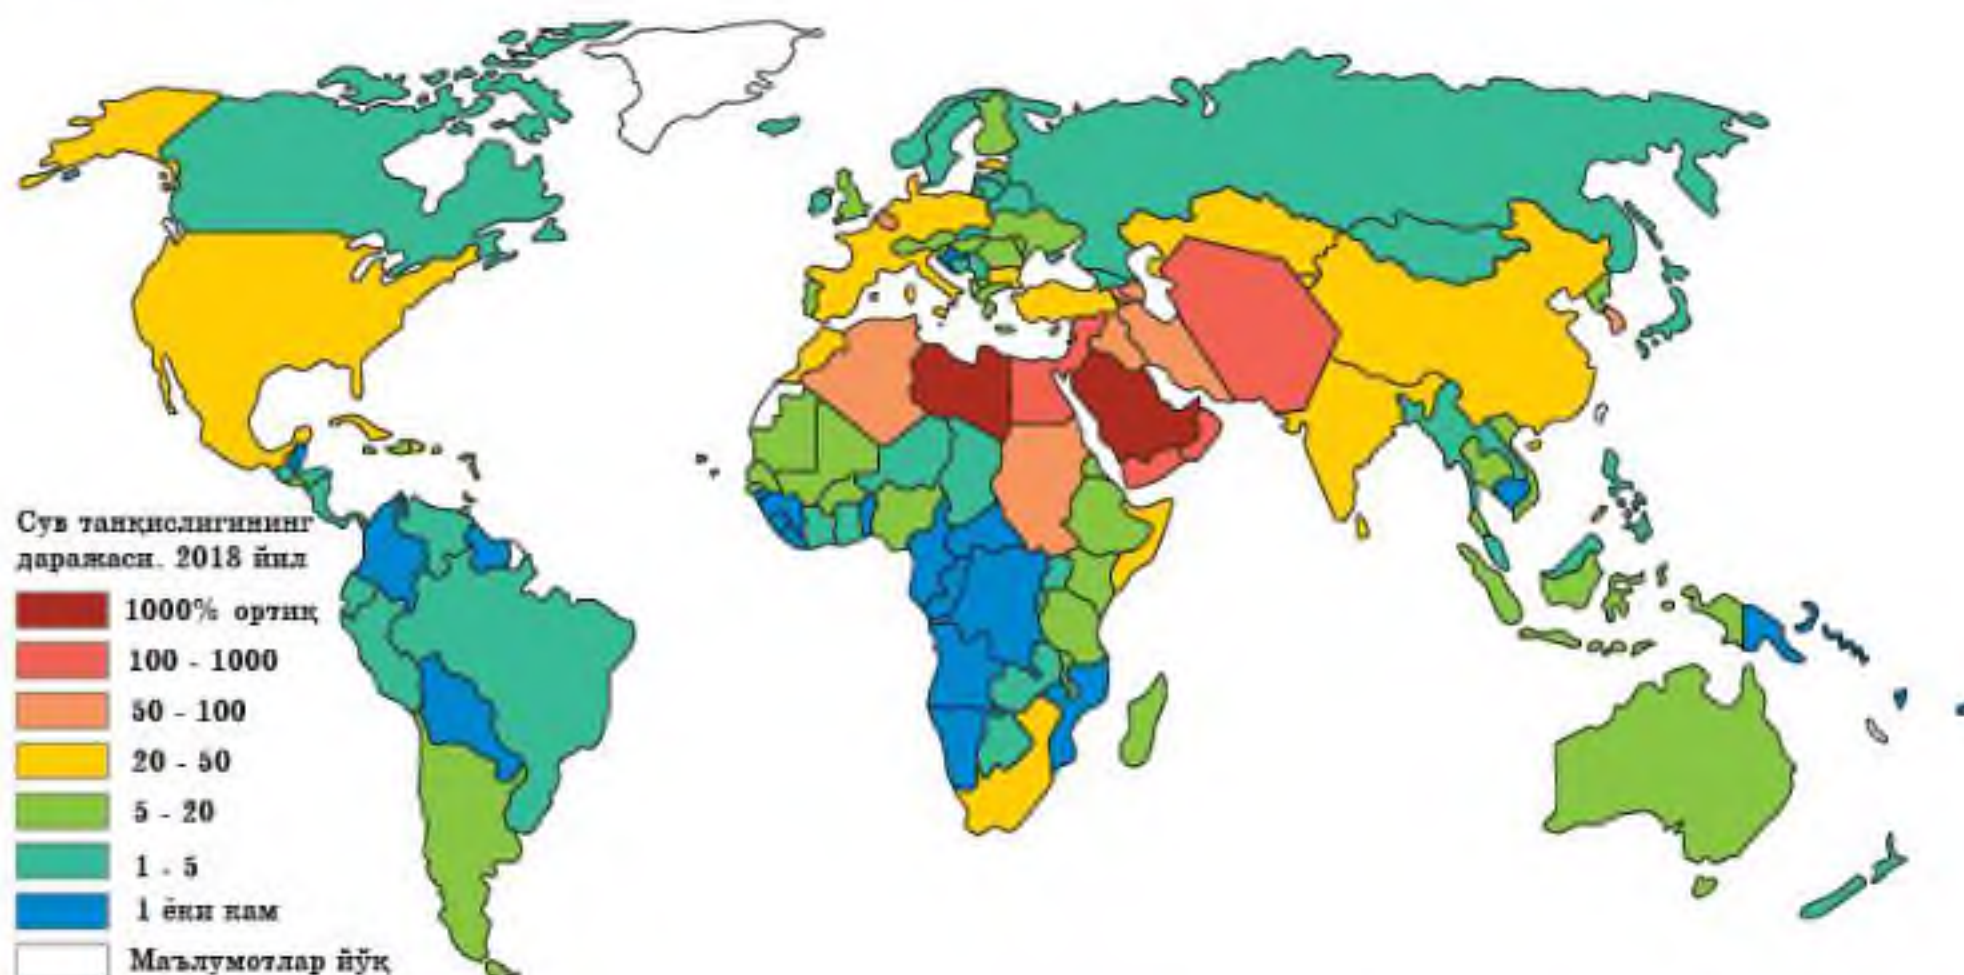 Сув танқислигининг
даражаси. 2018 йил
1000% ортиқ
100 - 1000
50 - 100
20 - 50
5 - 20
1 - 5
1 ёки кам
Маълумотлар йўқ